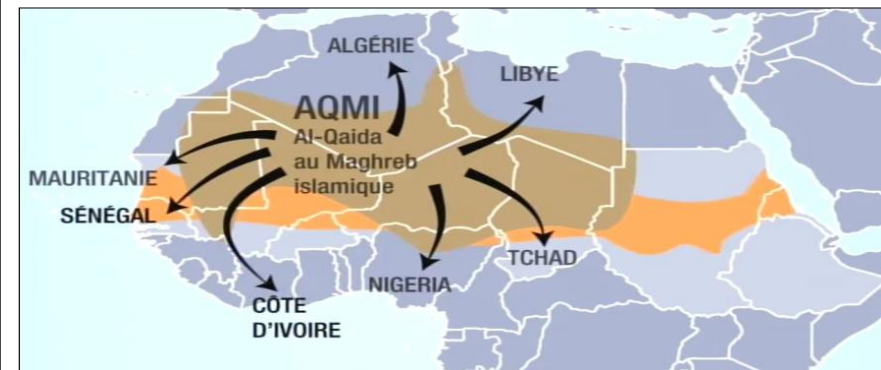 ALGÉRIE
LIBYE
AQMI
Al-Qaida
au Maghreb
islamique
MAURITANIE
SÉNÉGAL
TCHAD
NIGERIA
CÔTE
D'IVOIRE